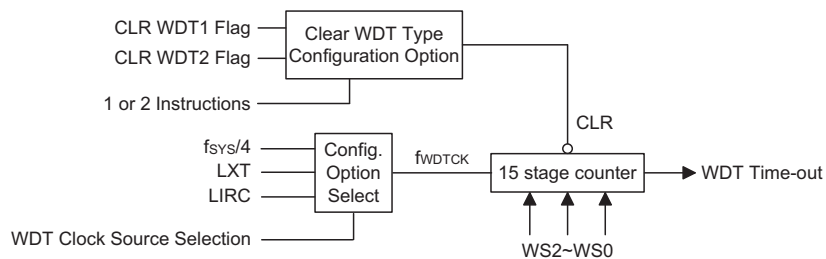 CLR WDT1 Flag
CLR WDT2 Flag
Clear WDT Type
Configuration Option
1 or 2 Instructions
CLR
fSYS/4
LXT
LIRC
Config.
Option
Select
fWDTCK
15 stage counter
WDT Time-out
WDT Clock Source Selection
WS2~WS0